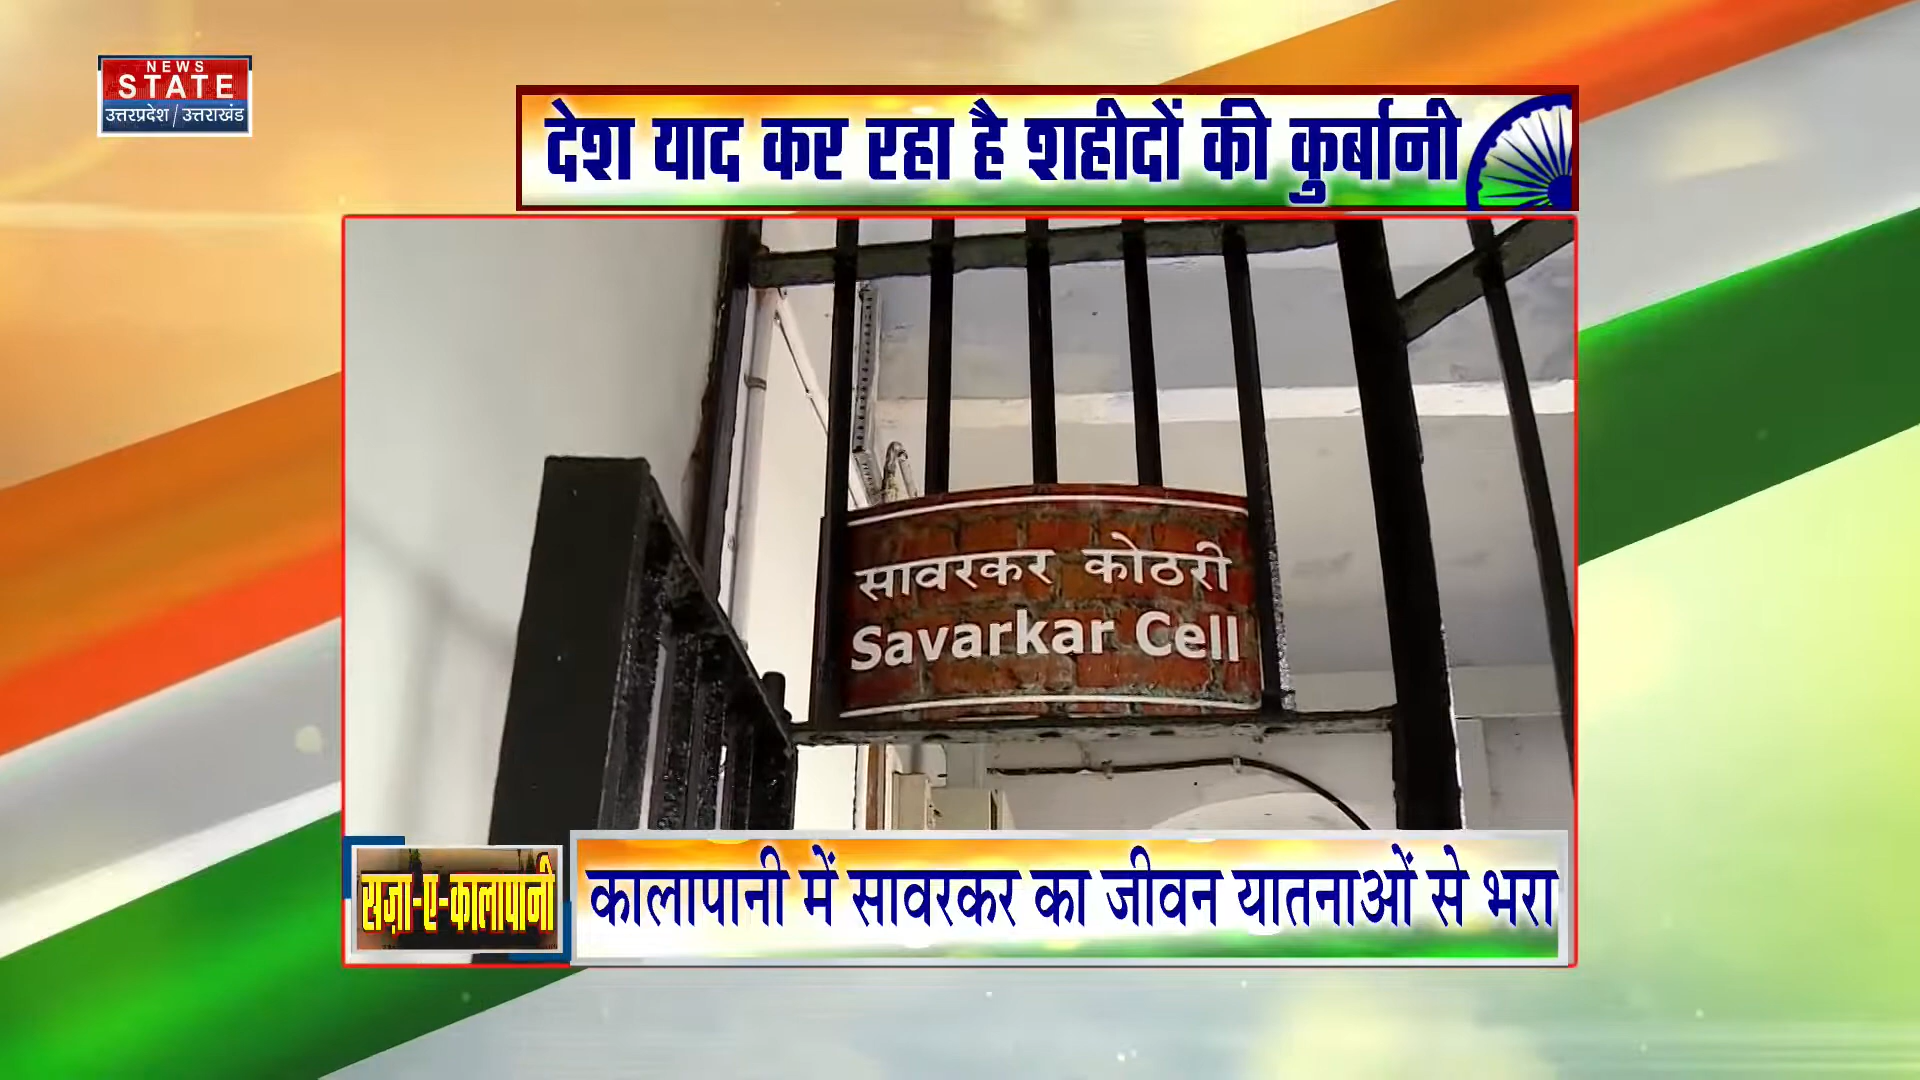 NEWS
STATE
उत्तरप्रदेश/उत्तराखंड
देश याद कर रहा है शहीदों की कुर्बानी
सावरकर कोठरी
Savarkar Cell
सज़ा-ए-कालापानी
कालापानी में सावरकर का जीवन यातनाओं से भरा